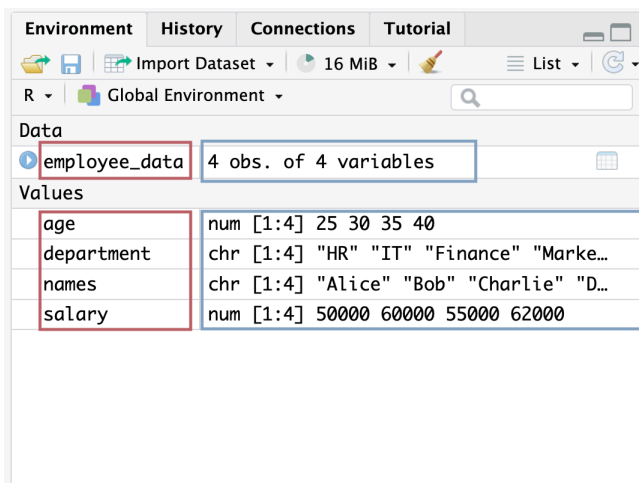 Environment History Connections Tutorial
Import Dataset 16 MiB List
R Global Environment
Data
employee_data 4 obs. of 4 variables
Values
age num [1:4] 25 30 35 40
department chr [1:4] "HR" "IT" "Finance" "Marke…
names chr [1:4] "Alice" "Bob" "Charlie" "D…
salary num [1:4] 50000 60000 55000 62000